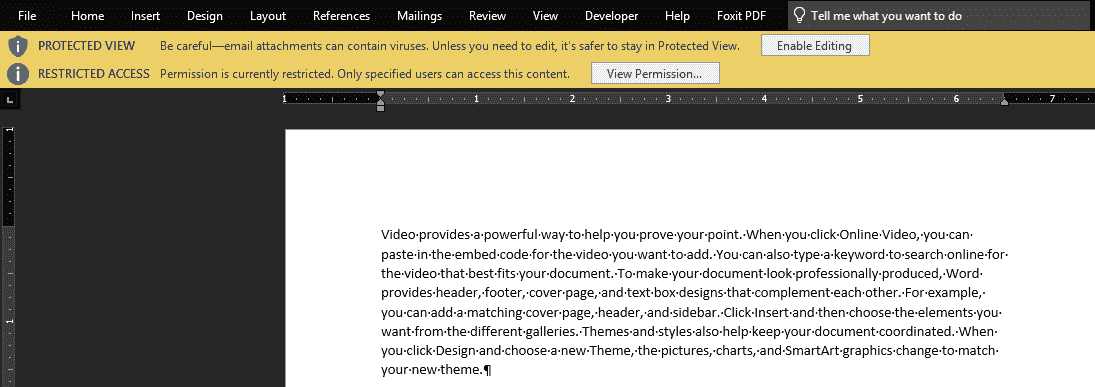 File Home Insert Design Layout References Mailings Review View Developer Help Foxit PDF Tell me what you want to do
PROTECTED VIEW Be careful—email attachments can contain viruses. Unless you need to edit, it's safer to stay in Protected View. Enable Editing
RESTRICTED ACCESS Permission is currently restricted. Only specified users can access this content. View Permission...
L 1 1 2 3 4 5 6 7
1
1
Video·provides·a·powerful·way·to·help·you·prove·your·point.·When·you·click·Online·Video,·you·can·
paste·in·the·embed·code·for·the·video·you·want·to·add.·You·can·also·type·a·keyword·to·search·online·for·
the·video·that·best·fits·your·document.·To·make·your·document·look·professionally·produced,·Word·
provides·header,·footer,·cover·page,·and·text·box·designs·that·complement·each·other.·For·example,·
you·can·add·a·matching·cover·page,·header,·and·sidebar.·Click·Insert·and·then·choose·the·elements·you·
want·from·the·different·galleries.·Themes·and·styles·also·help·keep·your·document·coordinated.·When·
you·click·Design·and·choose·a·new·Theme,·the·pictures,·charts,·and·SmartArt·graphics·change·to·match·
your·new·theme.¶